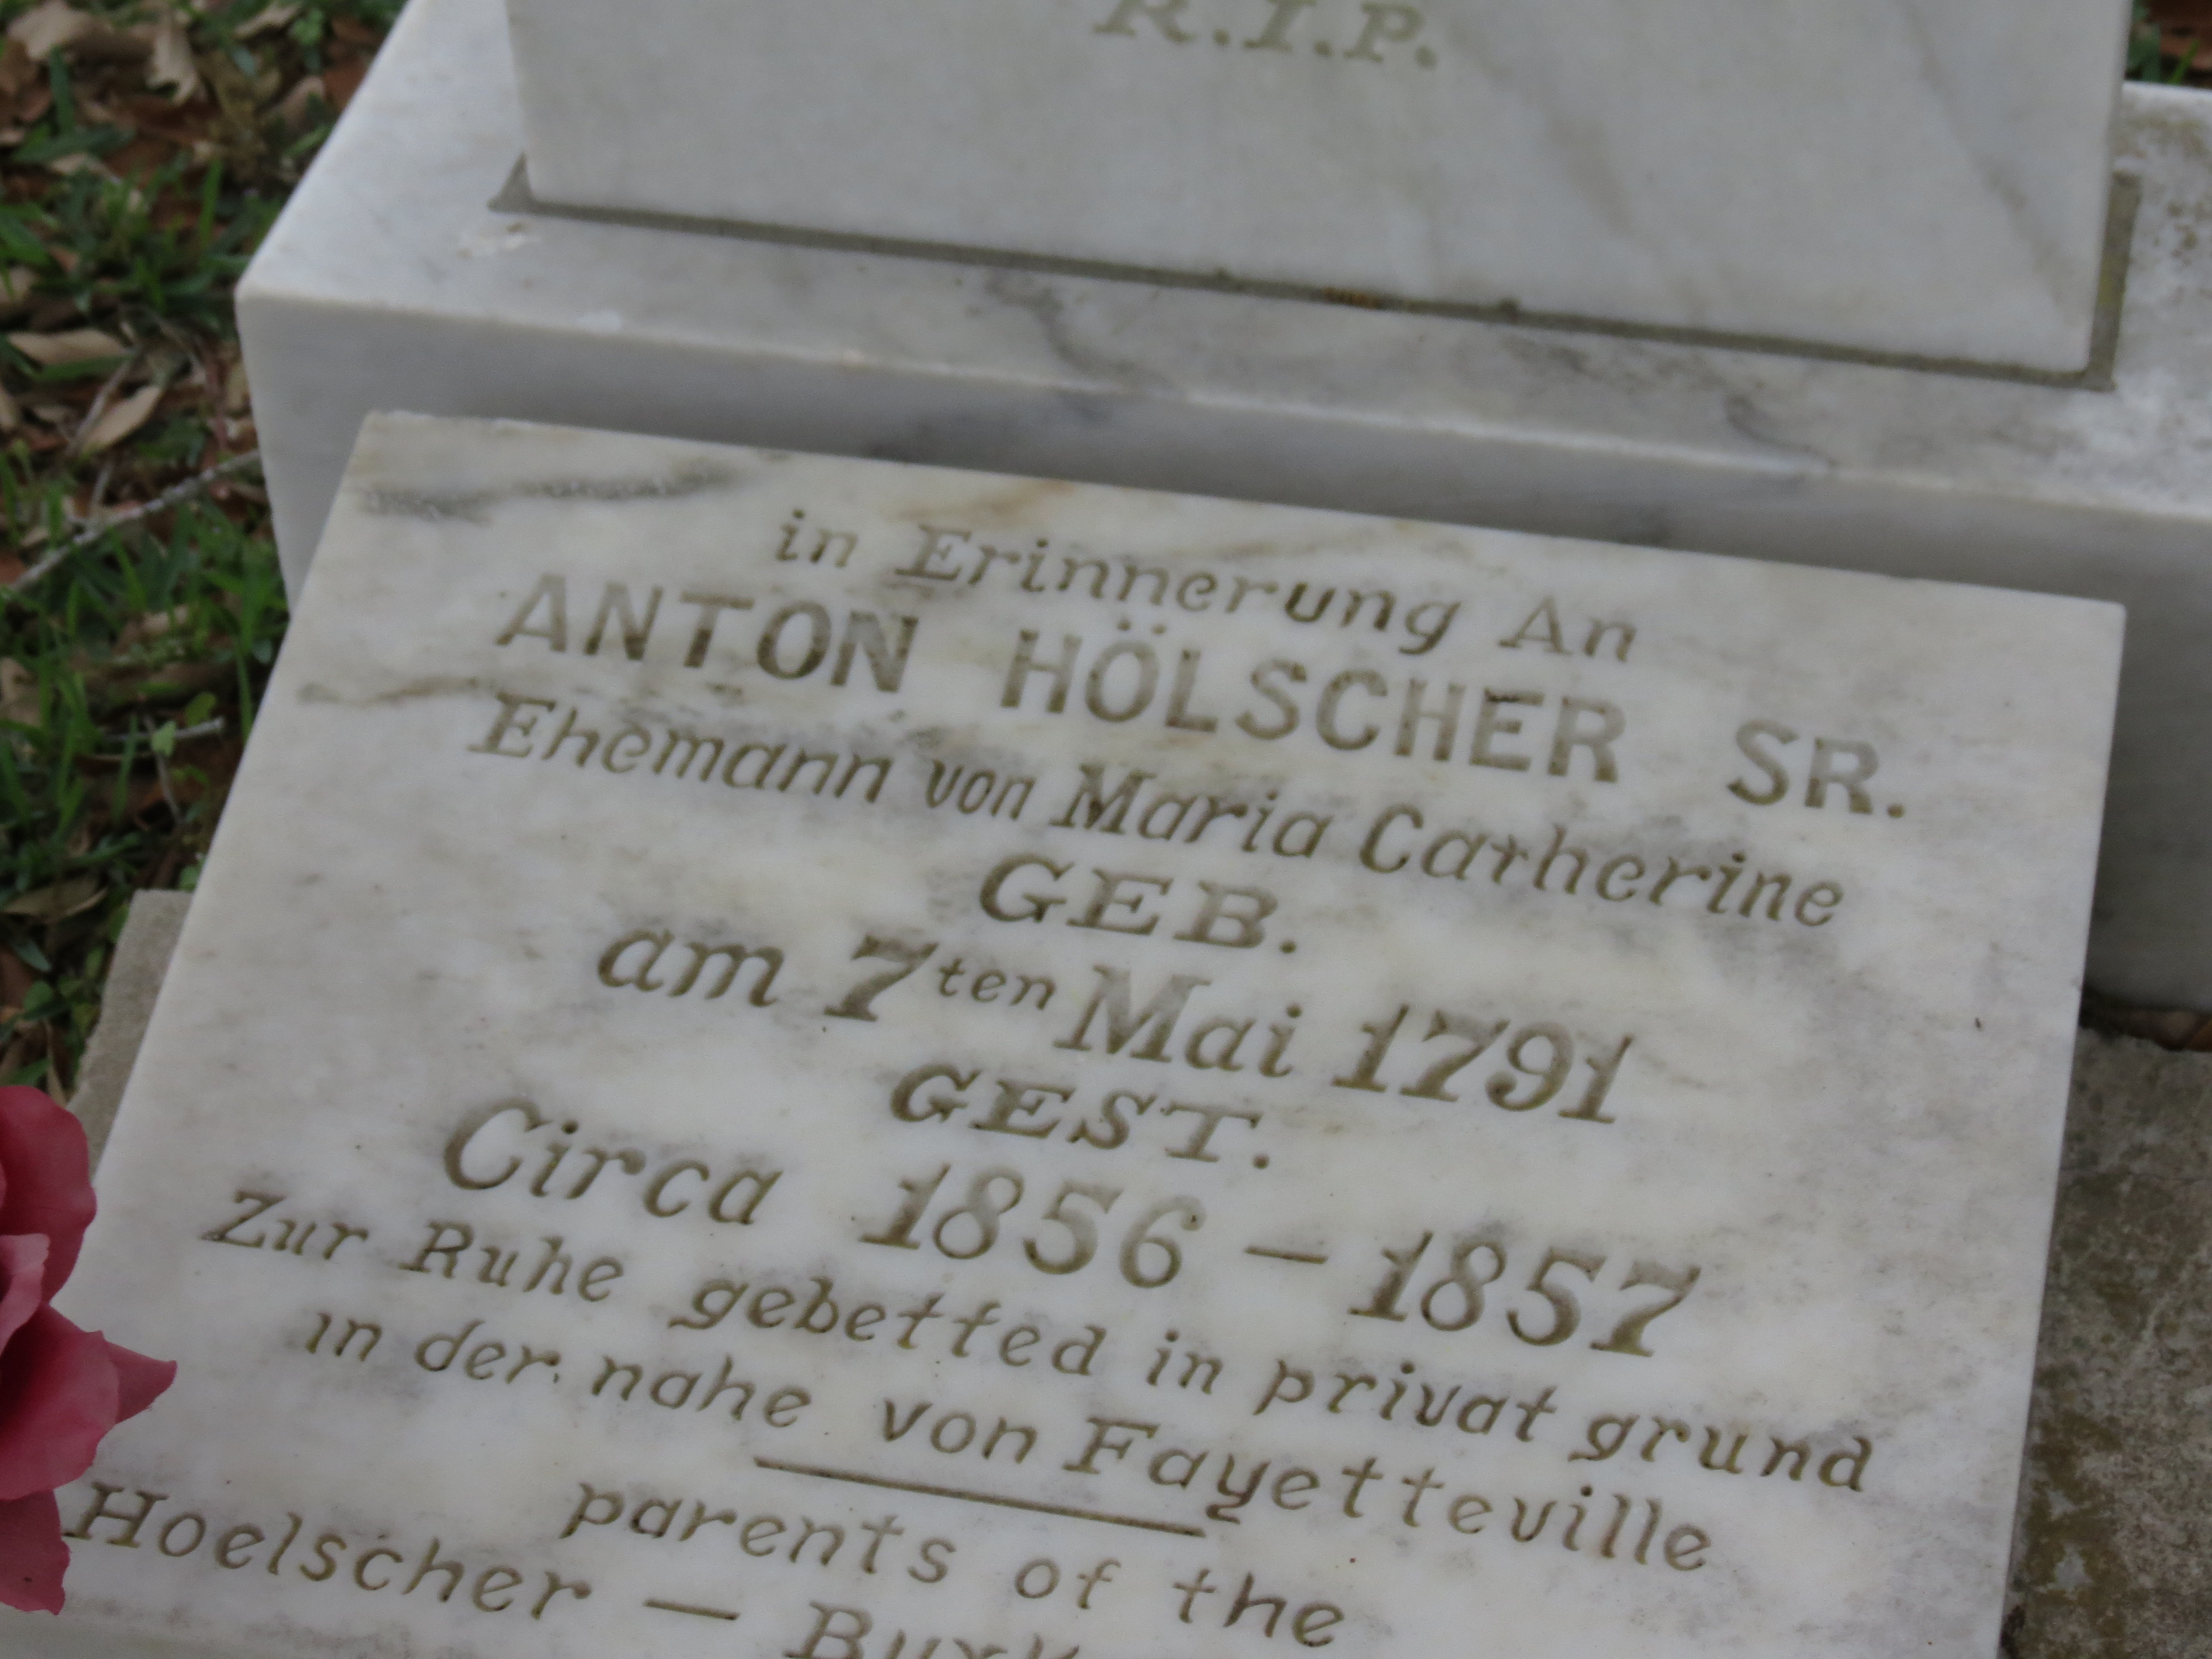 R.I.P.
in Erinnerung An
ANTON HÖLSCHER SR.
Ehemann von Maria Catherine
GEB.
am 7ten Mai 1791
GEST.
Circa 1856 – 1857
Zur Ruhe gebetted in privat grund
in der nahe von Fayetteville
parents of the
Hoelscher –